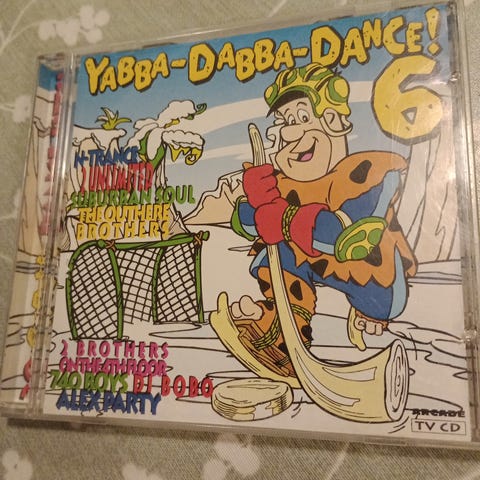 YABBA-DABBA-DANCE!
6
N-TRANCE
2 UNLIMITED
SUBURBAN SOUL
THE OUTHERE
BROTHERS
2 BROTHERS
ON THE 4TH FLOOR
740 BOYS DJ BOBO
ALEX PARTY
ARCADE
TV CD